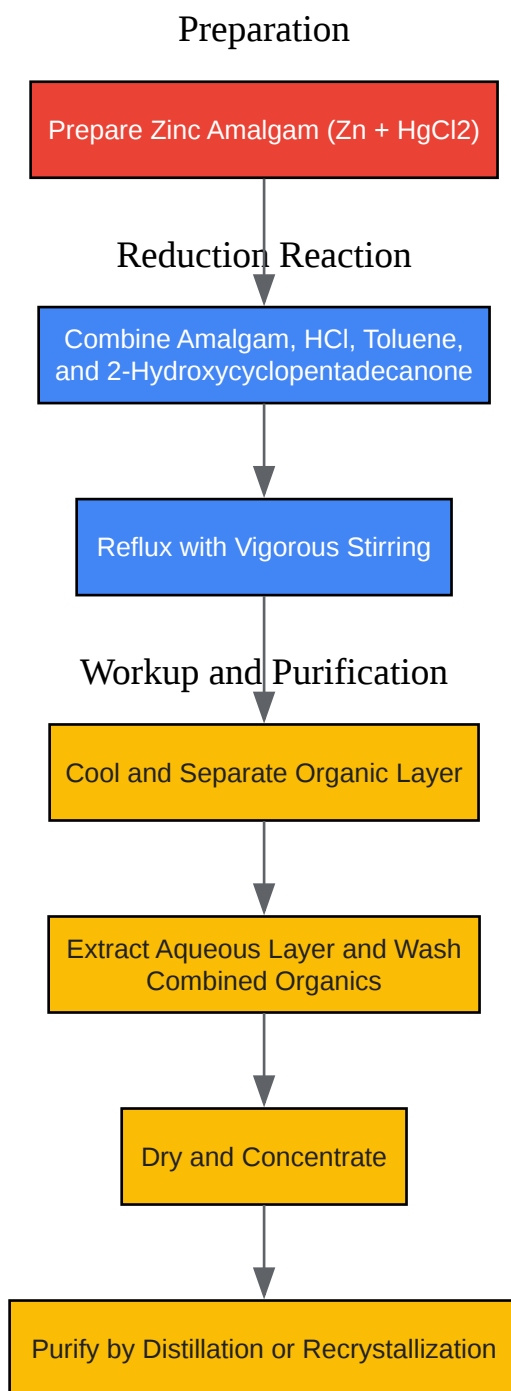 Preparation
Prepare Zinc Amalgam (Zn + HgCl2)
Reduction Reaction
Combine Amalgam, HCl, Toluene,
and 2-Hydroxycyclopentadecanone
Reflux with Vigorous Stirring
Workup and Purification
Cool and Separate Organic Layer
Extract Aqueous Layer and Wash
Combined Organics
Dry and Concentrate
Purify by Distillation or Recrystallization